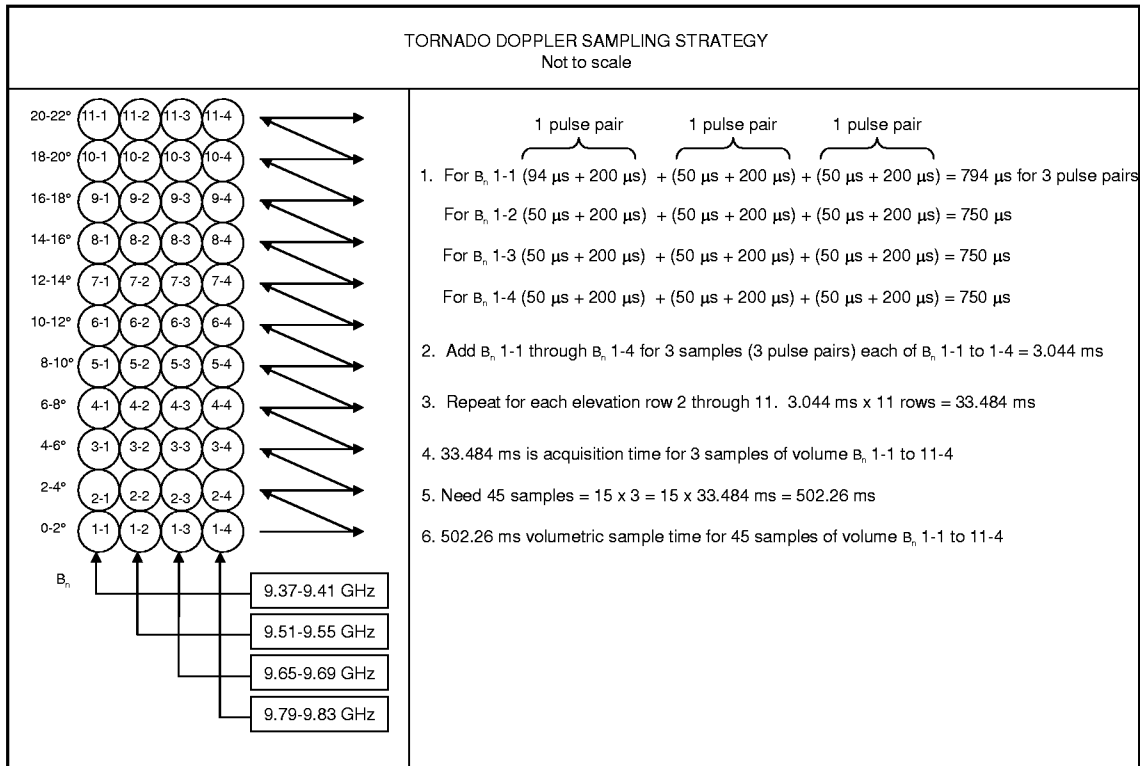 TORNADO DOPPLER SAMPLING STRATEGY
Not to scale
20-22° 11-1 11-2 11-3 11-4
18-20° 10-1 10-2 10-3 10-4
16-18° 9-1 9-2 9-3 9-4
14-16° 8-1 8-2 8-3 8-4
12-14° 7-1 7-2 7-3 7-4
10-12° 6-1 6-2 6-3 6-4
8-10° 5-1 5-2 5-3 5-4
6-8° 4-1 4-2 4-3 4-4
4-6° 3-1 3-2 3-3 3-4
2-4° 2-1 2-2 2-3 2-4
0-2° 1-1 1-2 1-3 1-4
Bn
9.37-9.41 GHz
9.51-9.55 GHz
9.65-9.69 GHz
9.79-9.83 GHz
1 pulse pair 1 pulse pair 1 pulse pair
1. For Bn 1-1 (94 µs + 200 µs) + (50 µs + 200 µs) + (50 µs + 200 µs) = 794 µs for 3 pulse pairs
For Bn 1-2 (50 µs + 200 µs) + (50 µs + 200 µs) + (50 µs + 200 µs) = 750 µs
For Bn 1-3 (50 µs + 200 µs) + (50 µs + 200 µs) + (50 µs + 200 µs) = 750 µs
For Bn 1-4 (50 µs + 200 µs) + (50 µs + 200 µs) + (50 µs + 200 µs) = 750 µs
2. Add Bn 1-1 through Bn 1-4 for 3 samples (3 pulse pairs) each of Bn 1-1 to 1-4 = 3.044 ms
3. Repeat for each elevation row 2 through 11. 3.044 ms x 11 rows = 33.484 ms
4. 33.484 ms is acquisition time for 3 samples of volume Bn 1-1 to 11-4
5. Need 45 samples = 15 x 3 = 15 x 33.484 ms = 502.26 ms
6. 502.26 ms volumetric sample time for 45 samples of volume Bn 1-1 to 11-4